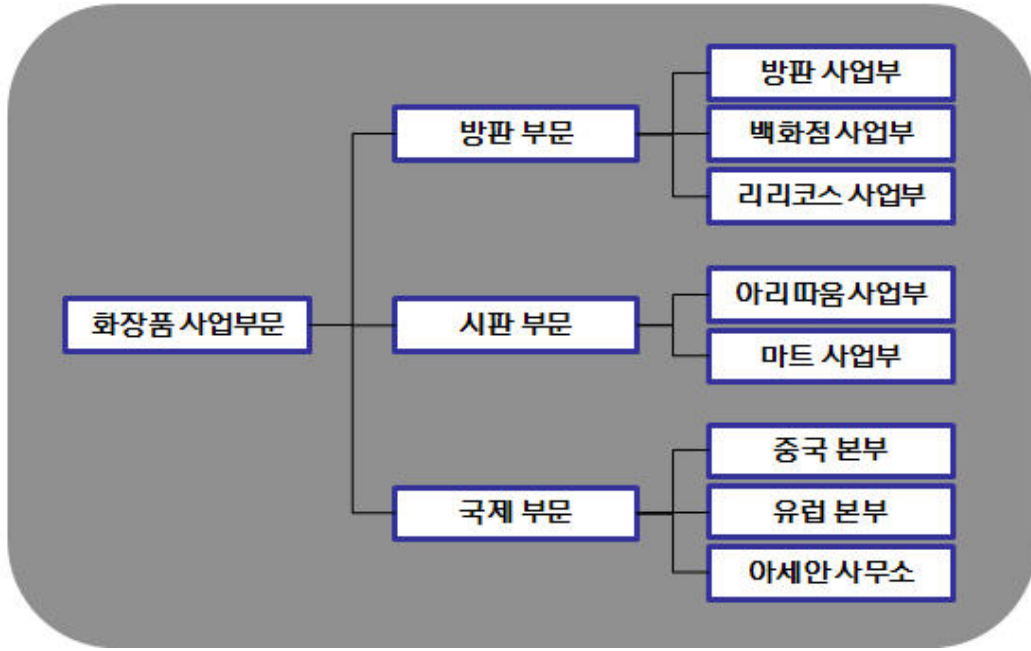 화장품 사업부문
방판 부문
방판 사업부
백화점 사업부
리리코스 사업부
시판 부문
아리따움 사업부
마트 사업부
국제 부문
중국 본부
유럽 본부
아세안 사무소